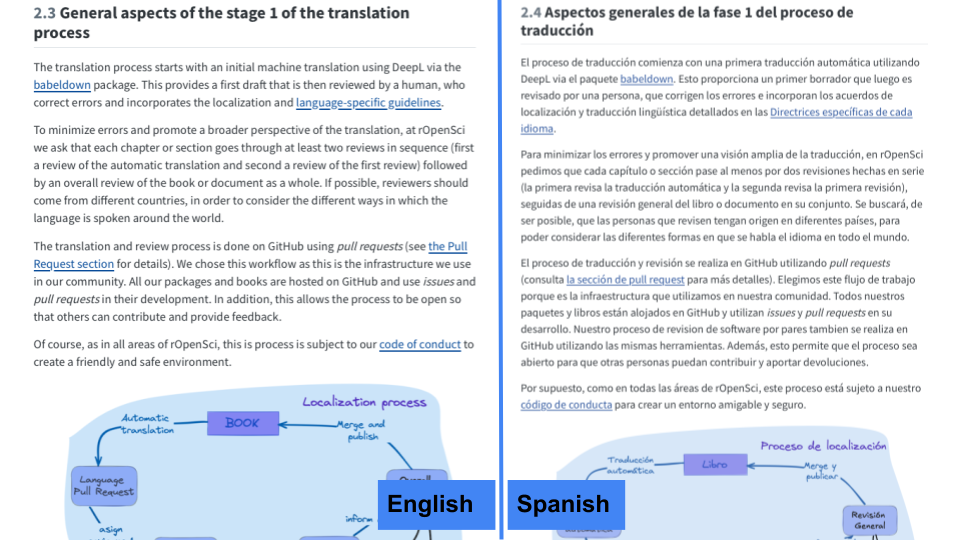 2.3 General aspects of the stage 1 of the translation
process
The translation process starts with an initial machine translation using DeepL via the
babeldown package. This provides a first draft that is then reviewed by a human, who
correct errors and incorporates the localization and language-specific guidelines.
To minimize errors and promote a broader perspective of the translation, at rOpenSci
we ask that each chapter or section goes through at least two reviews in sequence (first
a review of the automatic translation and second a review of the first review) followed
by an overall review of the book or document as a whole. If possible, reviewers should
come from different countries, in order to consider the different ways in which the
language is spoken around the world.
The translation and review process is done on GitHub using pull requests (see the Pull
Request section for details). We chose this workflow as this is the infrastructure we use
in our community. All our packages and books are hosted on GitHub and use issues and
pull requests in their development. In addition, this allows the process to be open so
that others can contribute and provide feedback.
Of course, as in all areas of rOpenSci, this is process is subject to our code of conduct to
create a friendly and safe environment.
Localization process
Automatic
translation
BOOK
Merge and
publish
Language
Pull Request
asign
inform
English
2.4 Aspectos generales de la fase 1 del proceso de
traducción
El proceso de traducción comienza con una primera traducción automática utilizando
DeepL via el paquete babeldown. Esto proporciona un primer borrador que luego es
revisado por una persona, que corrigen los errores e incorporan los acuerdos de
localización y traducción lingüística detallados en las Directrices específicas de cada
idioma.
Para minimizar los errores y promover una visión amplia de la traducción, en rOpenSci
pedimos que cada capítulo o sección pase al menos por dos revisiones hechas en serie
(la primera revisa la traducción automática y la segunda revisa la primera revisión),
seguidas de una revisión general del libro o documento en su conjunto. Se buscará, de
ser posible, que las personas que revisen tengan origen en diferentes países, para
poder considerar las diferentes formas en que se habla el idioma en todo el mundo.
El proceso de traducción y revisión se realiza en GitHub utilizando pull requests
(consulta la sección de pull request para más detalles). Elegimos este flujo de trabajo
porque es la infraestructura que utilizamos en nuestra comunidad. Todos nuestros
paquetes y libros están alojados en GitHub y utilizan issues y pull requests en su
desarrollo. Nuestro proceso de revision de software por pares tambien se realiza en
GitHub utilizando las mismas herramientas. Además, esto permite que el proceso sea
abierto para que otras personas puedan contribuir y aportar devoluciones.
Por supuesto, como en todas las áreas de rOpenSci, este proceso está sujeto a nuestro
código de conducta para crear un entorno amigable y seguro.
Proceso de localización
Traducción
automática
Libro
Merge y
publicar
Revisión
General
Spanish